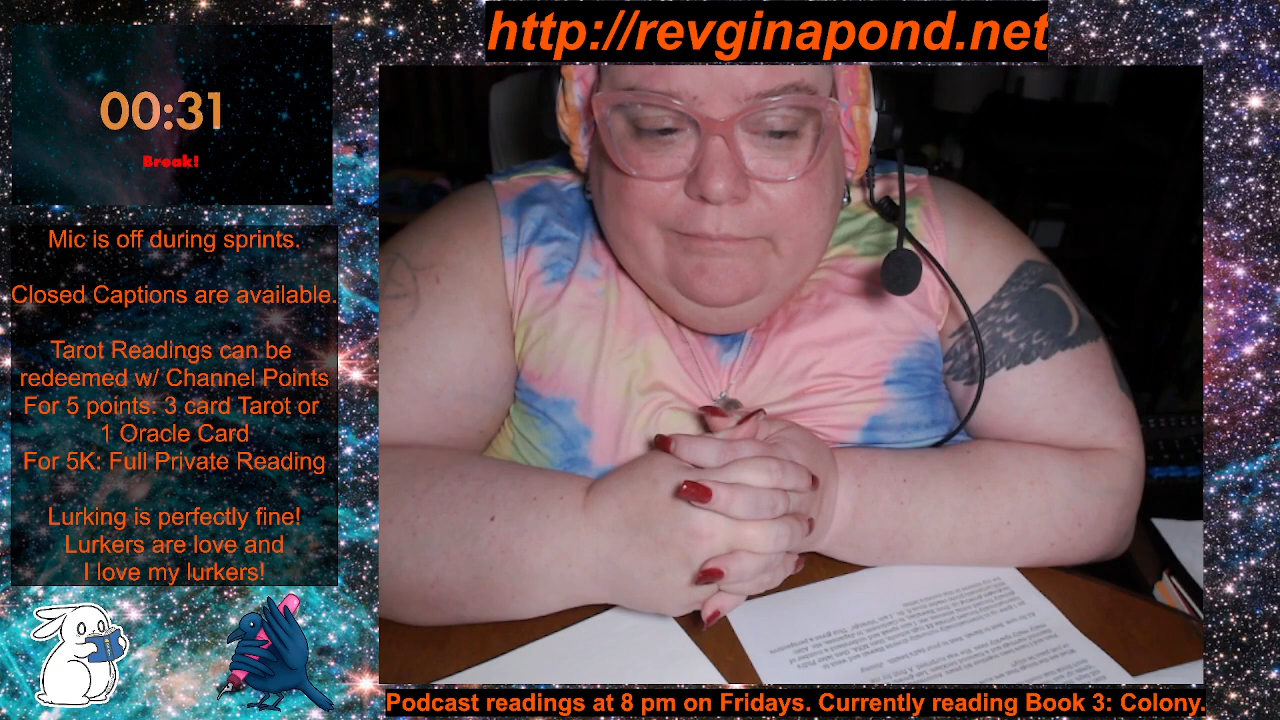 http://revginapond.net
00:31
Break!
Mic is off during sprints.
Closed Captions are available.
Tarot Readings can be
redeemed w/ Channel Points
For 5 points: 3 card Tarot or
1 Oracle Card
For 5K: Full Private Reading
Lurking is perfectly fine!
Lurkers are love and
I love my lurkers!
Podcast readings at 8 pm on Fridays. Currently reading Book 3: Colony.